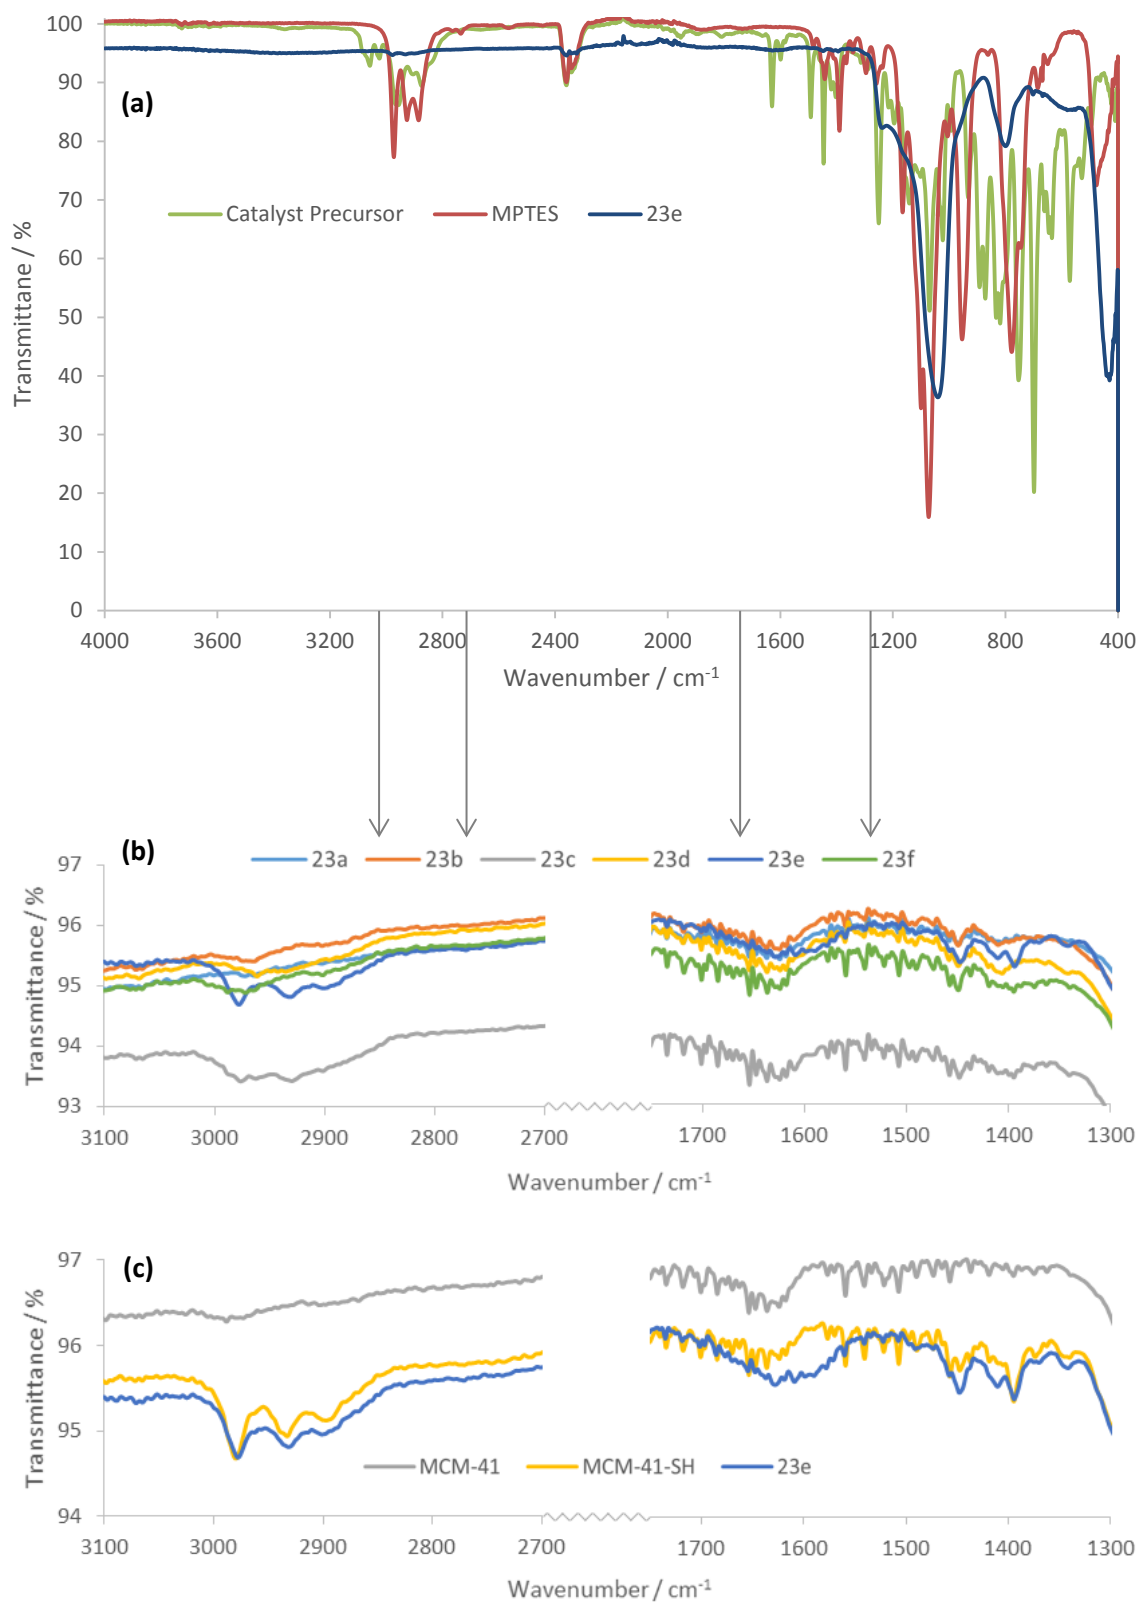 100
90
(a)
80
70
Catalyst Precursor MPTES 23e
60
50
40
30
20
10
0
Transmittane / %
4000 3600 3200 2800 2400 2000 1600 1200 800 400
Wavenumber / cm-1
(b)
23a 23b 23c 23d 23e 23f
97
96
95
94
93
Transmittance / %
3100 3000 2900 2800 2700 1700 1600 1500 1400 1300
Wavenumber / cm-1
(c)
97
96
95
94
Transmittance / %
MCM-41 MCM-41-SH 23e
3100 3000 2900 2800 2700 1700 1600 1500 1400 1300
Wavenumber / cm-1